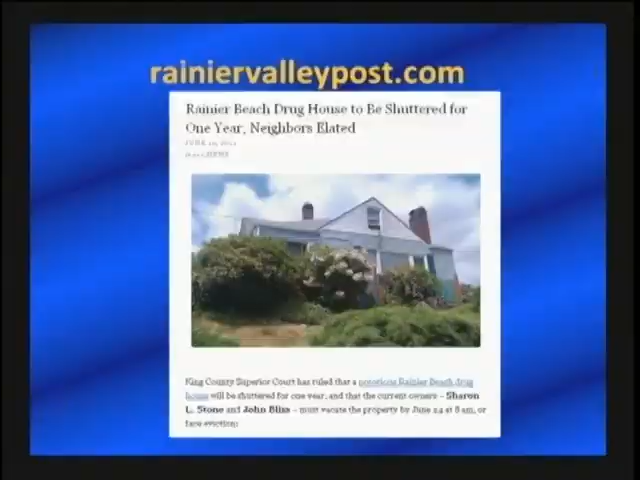 rainiervalleypost.com
Rainier Beach Drug House to Be Shuttered for
One Year, Neighbors Elated
King County Superior Court has ruled that a notorious Rainier Beach drug
house will be shuttered for one year, and that the current owners – Sharon
L. Stone and John Bliss – must vacate the property by June 24 at 8 am, or
face eviction: